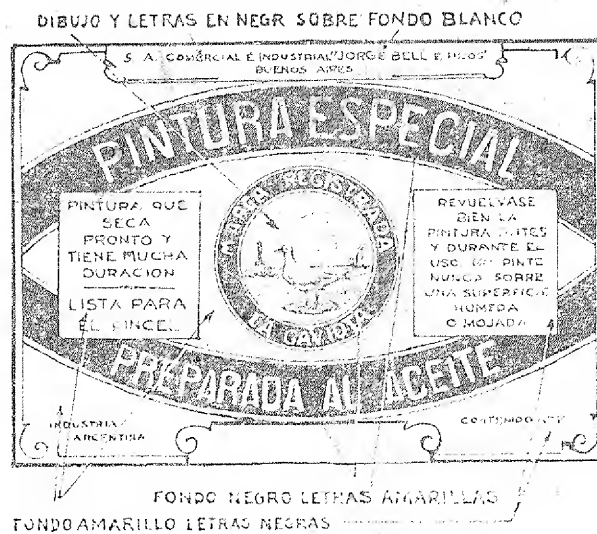 DIBUJO Y LETRAS EN NEGR SOBRE FONDO BLANCO
S. A. COMERCIAL E INDUSTRIAL "JORGE BELL E HIJOS"
BUENOS AIRES
PINTURA ESPECIAL
MARCA REGISTRADA
LA GAVIOTA
PINTURA QUE
SECA
PRONTO Y
TIENE MUCHA
DURACION
LISTA PARA
EL PINCEL
REVUELVASE
BIEN LA
PINTURA ANTES
Y DURANTE EL
USO. NO PINTE
NUNCA SOBRE
UNA SUPERFICIE
HUMEDA
O MOJADA
PREPARADA AL ACEITE
INDUSTRIA
ARGENTINA
CONTENIDO
FONDO NEGRO LETRAS AMARILLAS
FONDO AMARILLO LETRAS NEGRAS